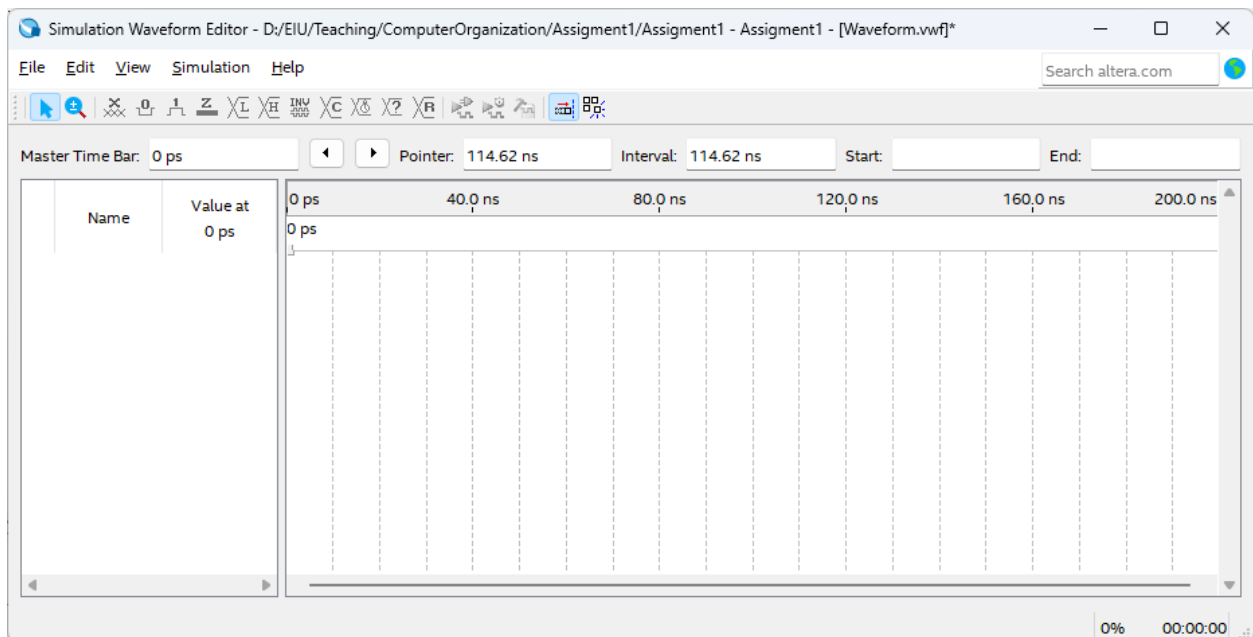 Simulation Waveform Editor - D:/EIU/Teaching/ComputerOrganization/Assigment1/Assigment1 - Assigment1 - [Waveform.vwf]*
File Edit View Simulation Help
Search altera.com
Master Time Bar: 0 ps Pointer: 114.62 ns Interval: 114.62 ns Start: End:
Name Value at 0 ps
0 ps 40.0 ns 80.0 ns 120.0 ns 160.0 ns 200.0 ns
0 ps
0% 00:00:00